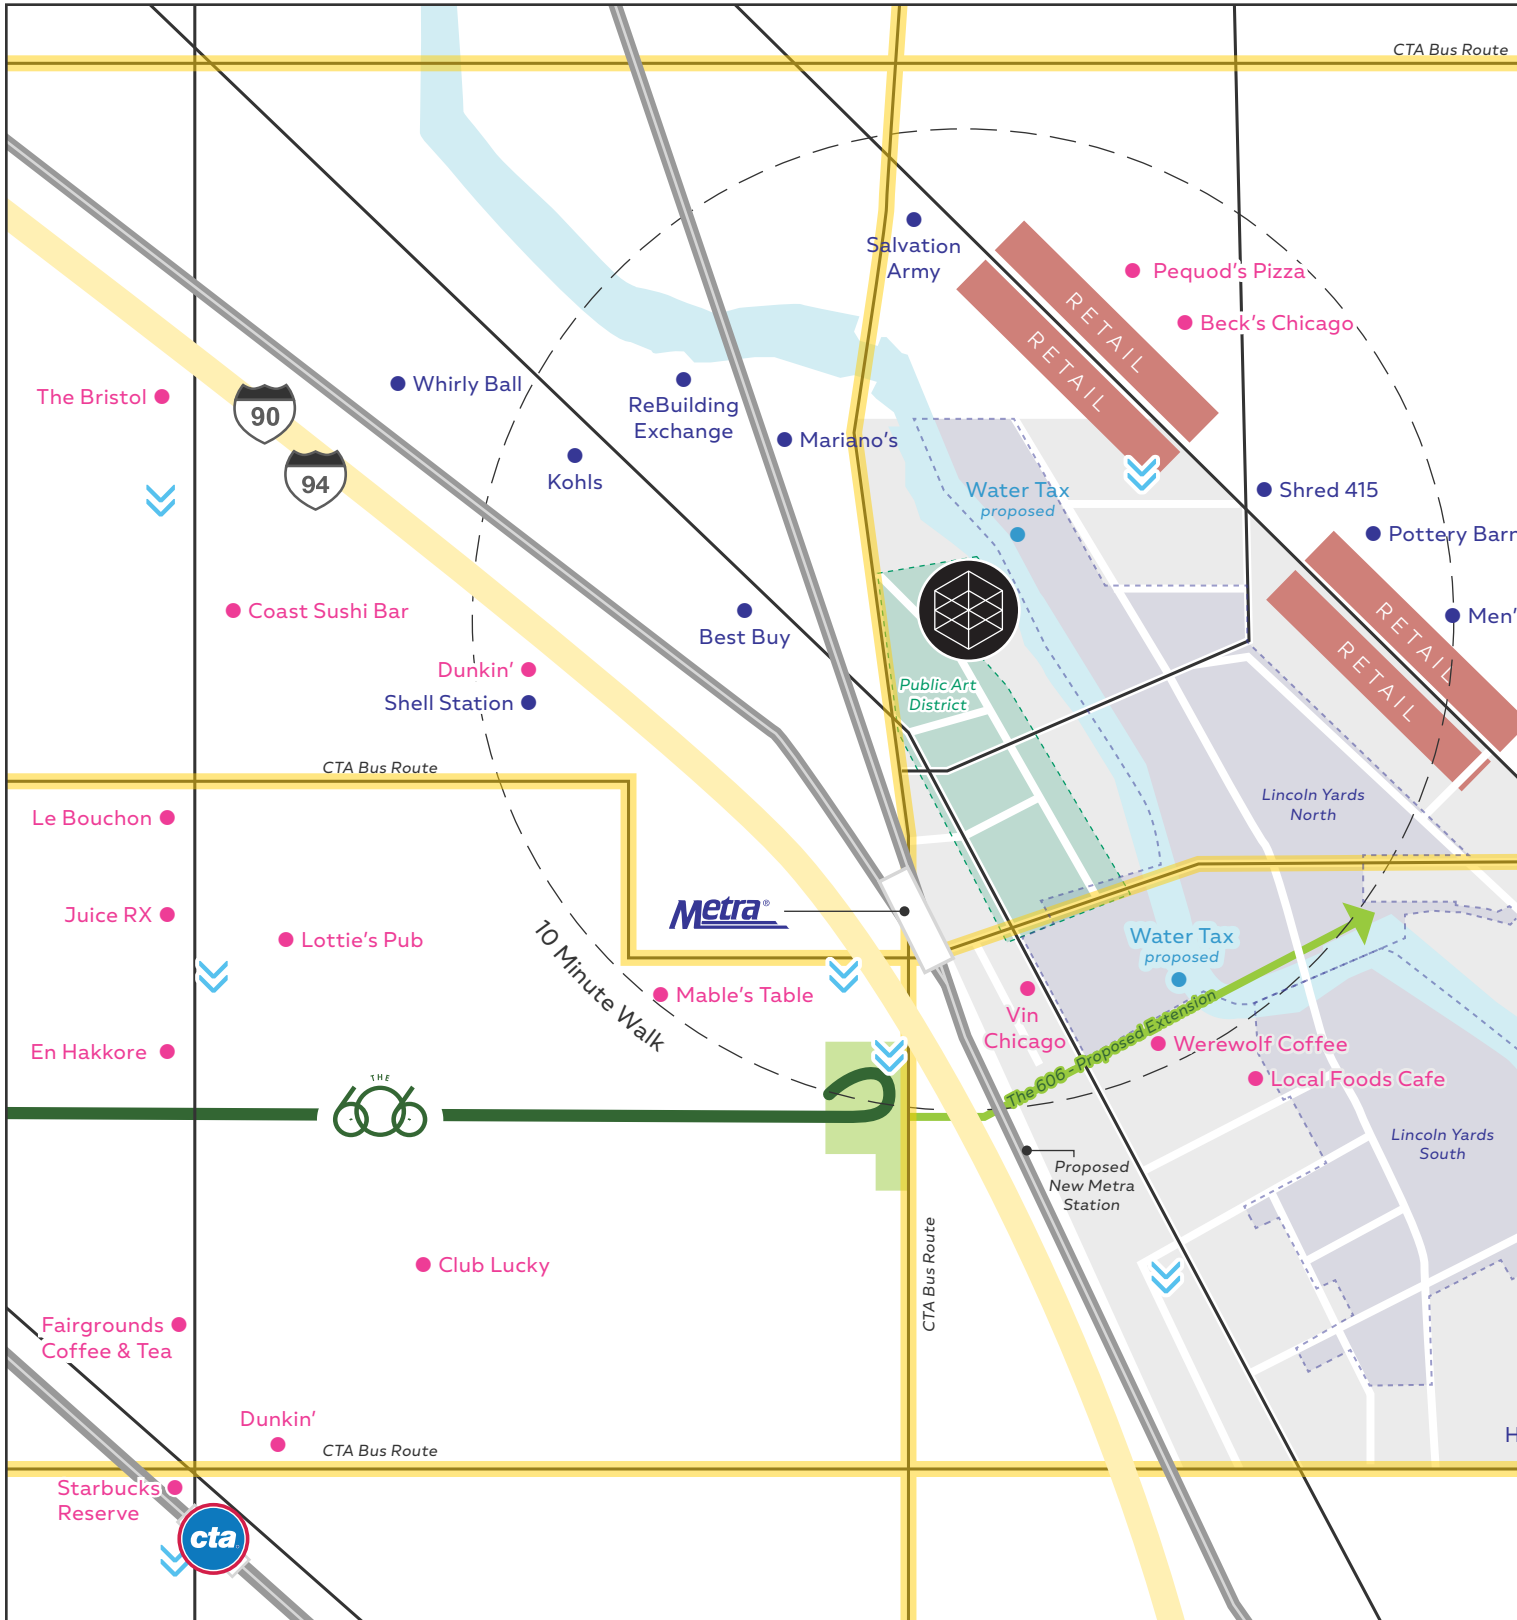 CTA Bus Route
Salvation
Army
Pequod's Pizza
RETAIL
Beck's Chicago
RETAIL
The Bristol
Whirly Ball
90
ReBuilding
Exchange
Mariano's
94
Kohls
Water Tax
proposed
Shred 415
Pottery Barn
Coast Sushi Bar
Best Buy
Men'
RETAIL
RETAIL
Dunkin'
Shell Station
Public Art
District
CTA Bus Route
Lincoln Yards
North
Le Bouchon
Juice RX
Metra®
Lottie's Pub
10 Minute Walk
Water Tax
proposed
Mable's Table
Vin
Chicago
The 606 - Proposed Extension
En Hakkore
Werewolf Coffee
Local Foods Cafe
THE
606
Lincoln Yards
South
Proposed
New Metra
Station
CTA Bus Route
Club Lucky
Fairgrounds
Coffee & Tea
Dunkin'
CTA Bus Route
H
Starbucks
Reserve
cta